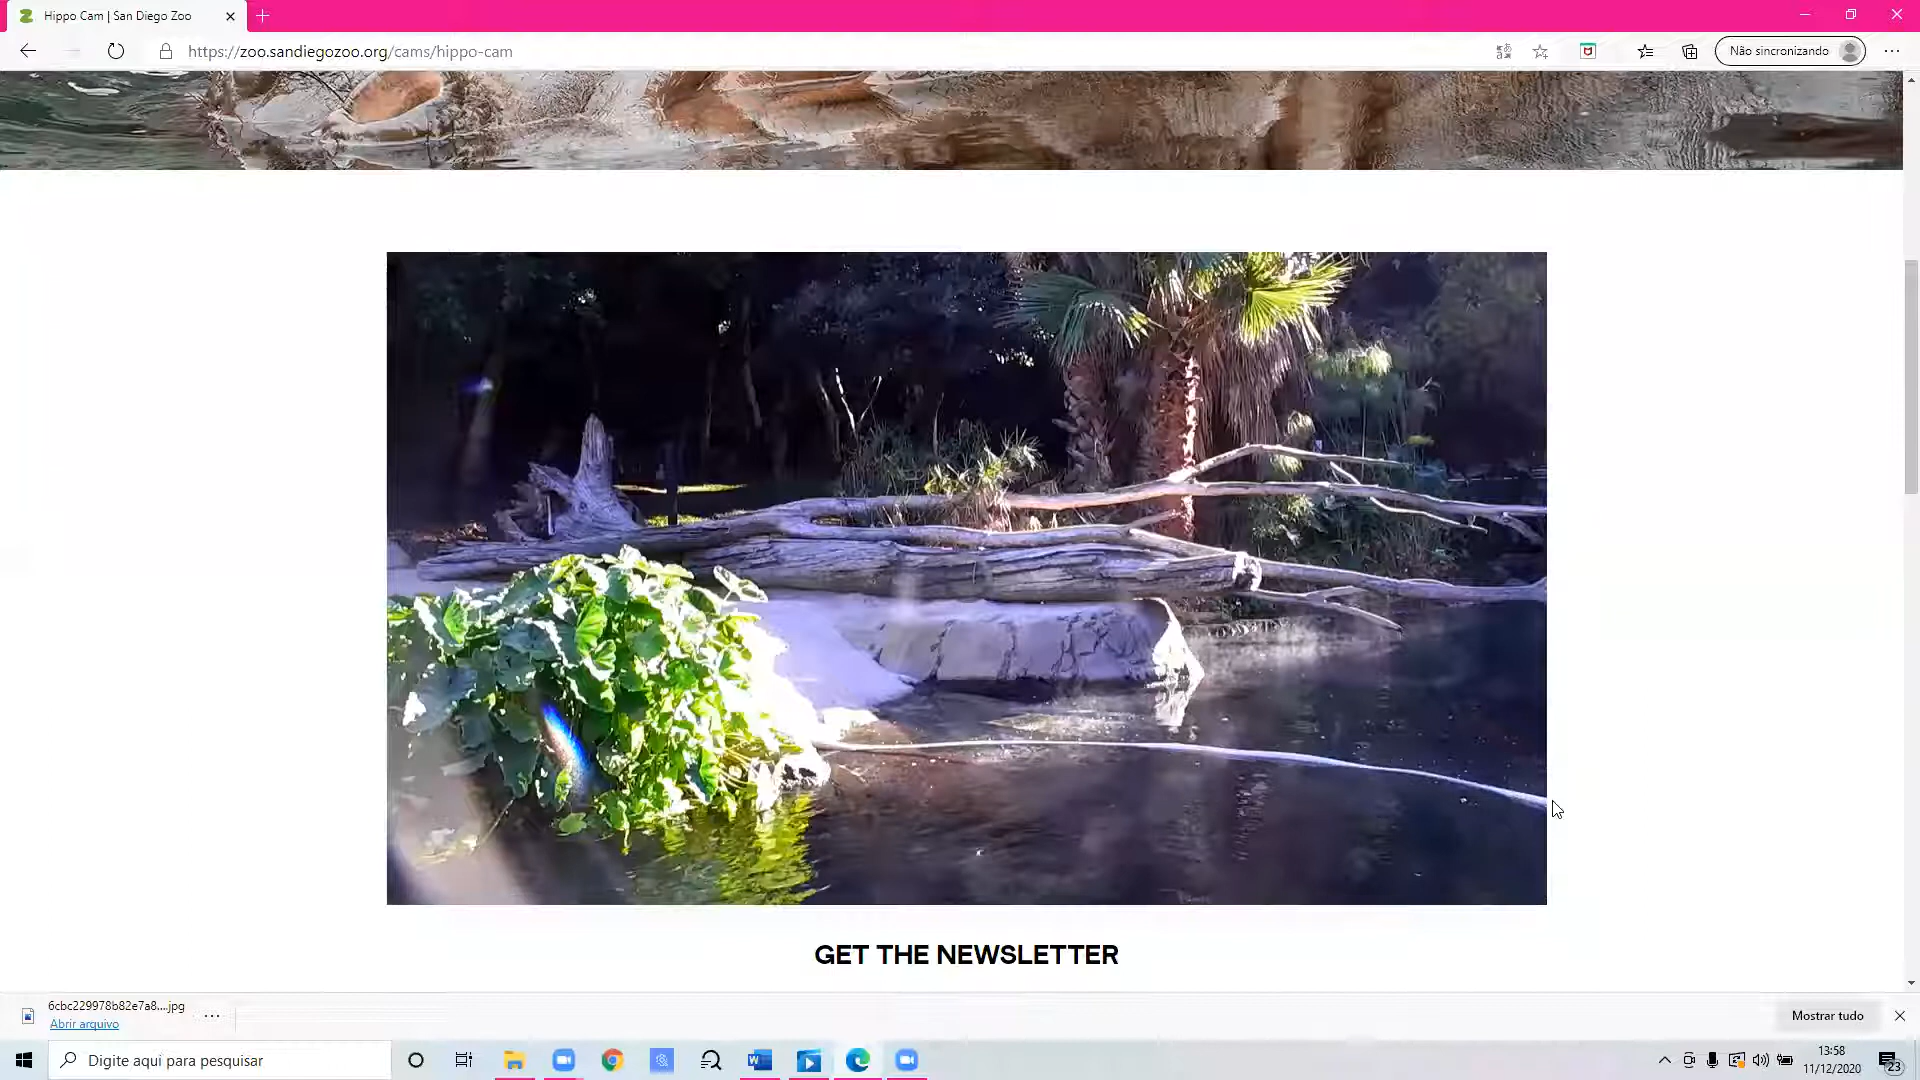 Hippo Cam | San Diego Zoo
https://zoo.sandiegozoo.org/cams/hippo-cam
Não sincronizando
GET THE NEWSLETTER
6cbc229978b82e7a8....jpg
Abrir arquivo
Mostrar tudo
Digite aqui para pesquisar
13:58
11/12/2020
23